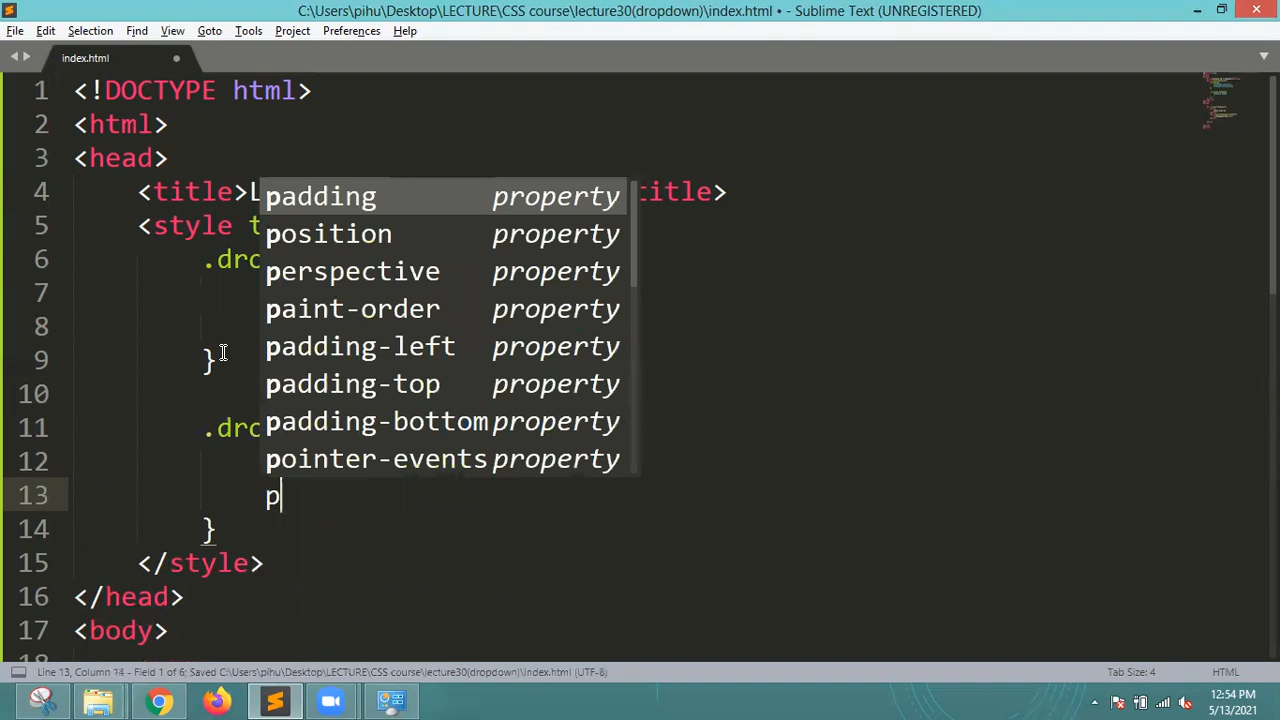 C:\Users\pihu\Desktop\LECTURE\CSS course\lecture30(dropdown)\index.html • - Sublime Text (UNREGISTERED)
File Edit Selection Find View Goto Tools Project Preferences Help
index.html
1 <!DOCTYPE html>
2 <html>
3 <head>
4 <title>L itle>
5 <style t
6 .dro
7
8
9 }
10
11 .dro
12
13 p
14 }
15 </style>
16 </head>
17 <body>
18
padding property
position property
perspective property
paint-order property
padding-left property
padding-top property
padding-bottom property
pointer-events property
Line 13, Column 14 - Field 1 of 6; Saved C:\Users\pihu\Desktop\LECTURE\CSS course\lecture30(dropdown)\index.html (UTF-8)
Tab Size: 4 HTML
12:54 PM
5/13/2021